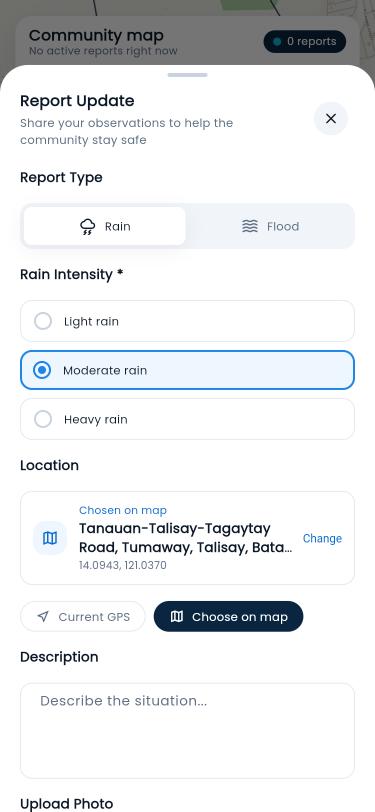 Community map
No active reports right now
0 reports
Report Update
Share your observations to help the
community stay safe
Report Type
Rain
Flood
Rain Intensity *
Light rain
Moderate rain
Heavy rain
Location
Chosen on map
Tanauan-Talisay-Tagaytay
Road, Tumaway, Talisay, Bata...
14.0943, 121.0370
Change
Current GPS
Choose on map
Description
Describe the situation...
Upload Photo